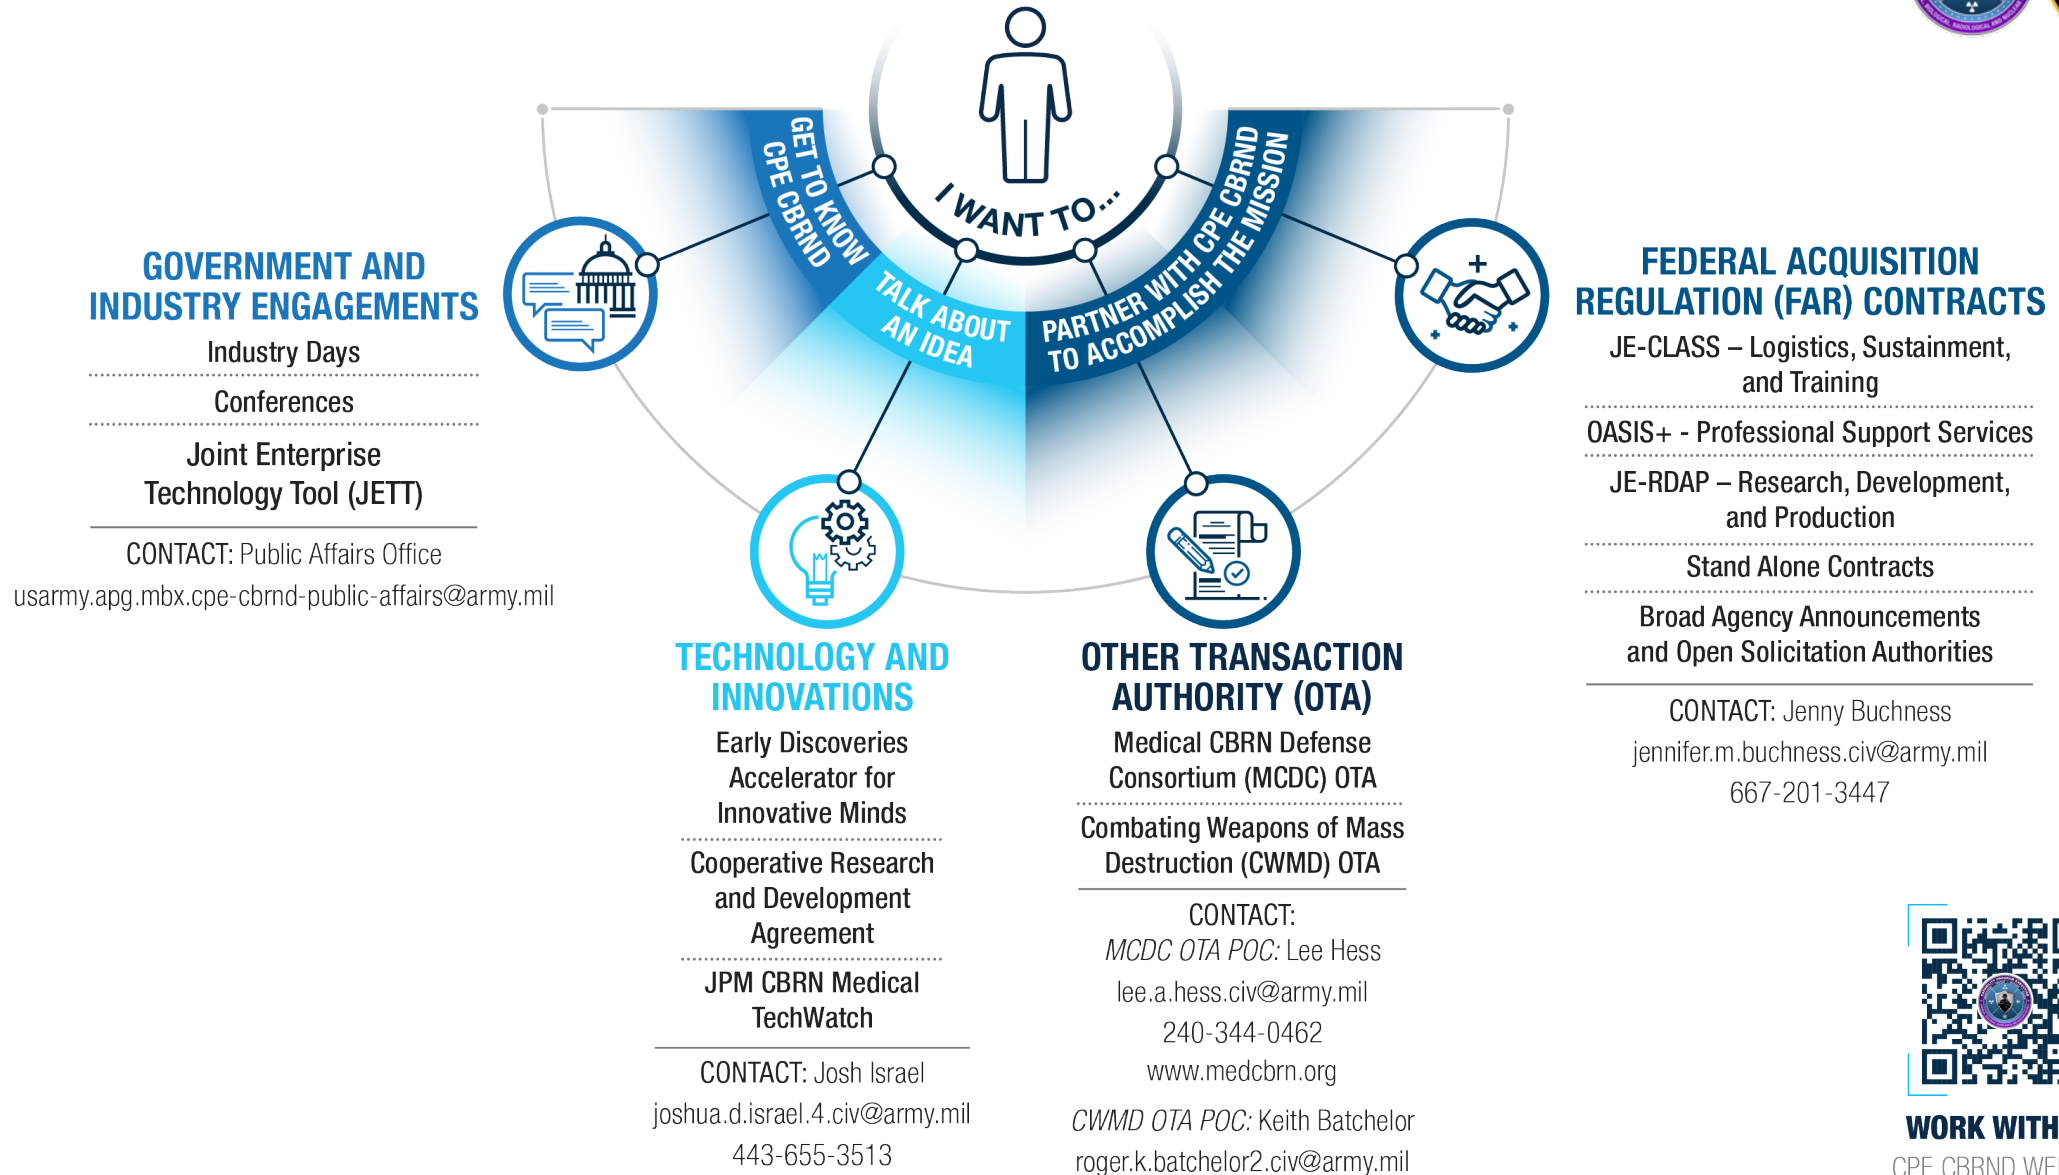 BIOLOGICAL, RADIOLOGICAL AND NUCLEAR
I WANT TO...
GET TO KNOW
CPE CBRND
TALK ABOUT
AN IDEA
PARTNER WITH CPE CBRND
TO ACCOMPLISH THE MISSION
GOVERNMENT AND
INDUSTRY ENGAGEMENTS
Industry Days
Conferences
Joint Enterprise
Technology Tool (JETT)
CONTACT: Public Affairs Office
usarmy.apg.mbx.cpe-cbrnd-public-affairs@army.mil
TECHNOLOGY AND
INNOVATIONS
Early Discoveries
Accelerator for
Innovative Minds
Cooperative Research
and Development
Agreement
JPM CBRN Medical
TechWatch
CONTACT: Josh Israel
joshua.d.israel.4.civ@army.mil
443-655-3513
OTHER TRANSACTION
AUTHORITY (OTA)
Medical CBRN Defense
Consortium (MCDC) OTA
Combating Weapons of Mass
Destruction (CWMD) OTA
CONTACT:
MCDC OTA POC: Lee Hess
lee.a.hess.civ@army.mil
240-344-0462
www.medcbrn.org
CWMD OTA POC: Keith Batchelor
roger.k.batchelor2.civ@army.mil
FEDERAL ACQUISITION
REGULATION (FAR) CONTRACTS
JE-CLASS – Logistics, Sustainment,
and Training
OASIS+ - Professional Support Services
JE-RDAP – Research, Development,
and Production
Stand Alone Contracts
Broad Agency Announcements
and Open Solicitation Authorities
CONTACT: Jenny Buchness
jennifer.m.buchness.civ@army.mil
667-201-3447
WORK WITH
CPE CBRND